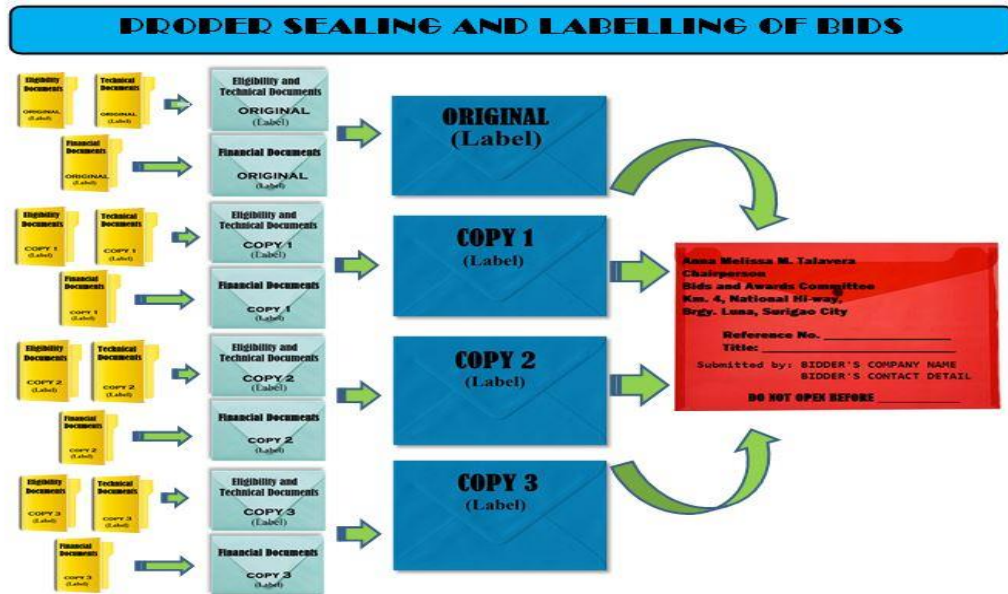 PROPER SEALING AND LABELLING OF BIDS
Eligibility
Documents
ORIGINAL
(Label)
Technical
Documents
ORIGINAL
(Label)
Eligibility and
Technical Documents
ORIGINAL
(Label)
Financial
Documents
ORIGINAL
(Label)
Financial Documents
ORIGINAL
(Label)
ORIGINAL
(Label)
Eligibility
Documents
COPY 1
(Label)
Technical
Documents
COPY 1
(Label)
Eligibility and
Technical Documents
COPY 1
(Label)
Financial
Documents
COPY 1
(Label)
Financial Documents
COPY 1
(Label)
COPY 1
(Label)
Eligibility
Documents
COPY 2
(Label)
Technical
Documents
COPY 2
(Label)
Eligibility and
Technical Documents
COPY 2
(Label)
Financial
Documents
COPY 2
(Label)
Financial Documents
COPY 2
(Label)
COPY 2
(Label)
Eligibility
Documents
COPY 3
(Label)
Technical
Documents
COPY 3
(Label)
Eligibility and
Technical Documents
COPY 3
(Label)
Financial
Documents
COPY 3
(Label)
Financial Documents
COPY 3
(Label)
COPY 3
(Label)
Anna Melissa M. Talavera
Chairperson
Bids and Awards Committee
Km. 4, National Hi-way,
Brgy. Luna, Surigao City
Reference No. ______________
Title: ___________________________
Submitted by: BIDDER'S COMPANY NAME
BIDDER'S CONTACT DETAIL
DO NOT OPEN BEFORE ____________